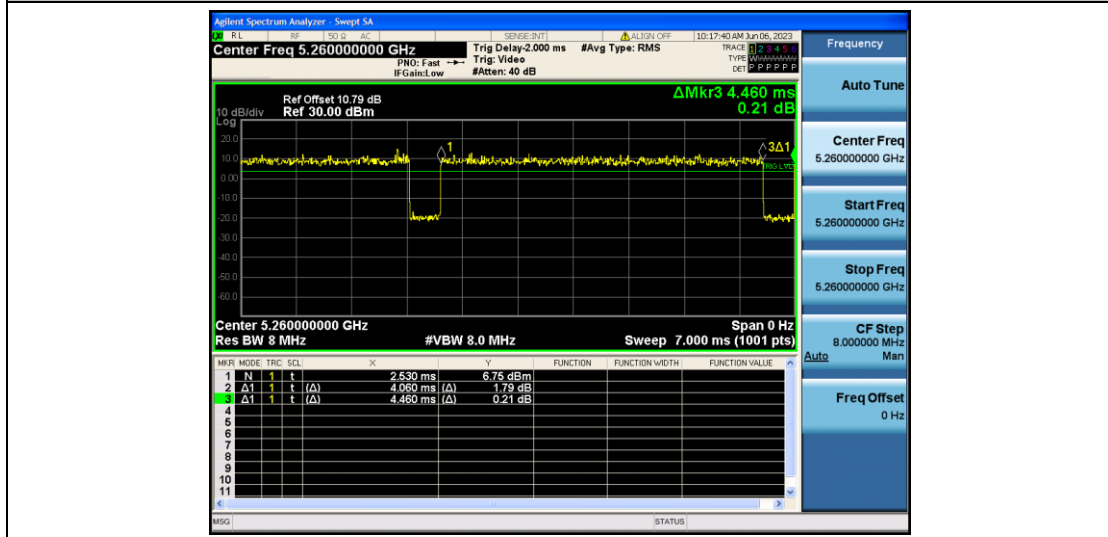 Agilent Spectrum Analyzer - Swept SA
RL RF 50 Ω AC SENSE:INT ALIGN OFF 10:17:40 AM Jun 06, 2023
Center Freq 5.260000000 GHz
PNO: Fast
IFGain:Low
Trig Delay-2.000 ms
Trig: Video
#Atten: 40 dB
#Avg Type: RMS
TRACE 1 2 3 4 5 6
TYPE W
DET P P P P P P
ΔMkr3 4.460 ms
0.21 dB
Ref Offset 10.79 dB
10 dB/div Ref 30.00 dBm
Log
20.0
10.0
0.00
-10.0
-20.0
-30.0
-40.0
-50.0
-60.0
1
3Δ1
TRIG LVL
Center 5.260000000 GHz Span 0 Hz
Res BW 8 MHz #VBW 8.0 MHz Sweep 7.000 ms (1001 pts)
MKR MODE TRC SCL X Y FUNCTION FUNCTION WIDTH FUNCTION VALUE
1 N 1 t 2.530 ms 6.75 dBm
2 Δ1 1 t (Δ) 4.060 ms (Δ) 1.79 dB
3 Δ1 1 t (Δ) 4.460 ms (Δ) 0.21 dB
4
5
6
7
8
9
10
11
MSG STATUS
Frequency
Auto Tune
Center Freq
5.260000000 GHz
Start Freq
5.260000000 GHz
Stop Freq
5.260000000 GHz
CF Step
8.000000 MHz
Auto Man
Freq Offset
0 Hz